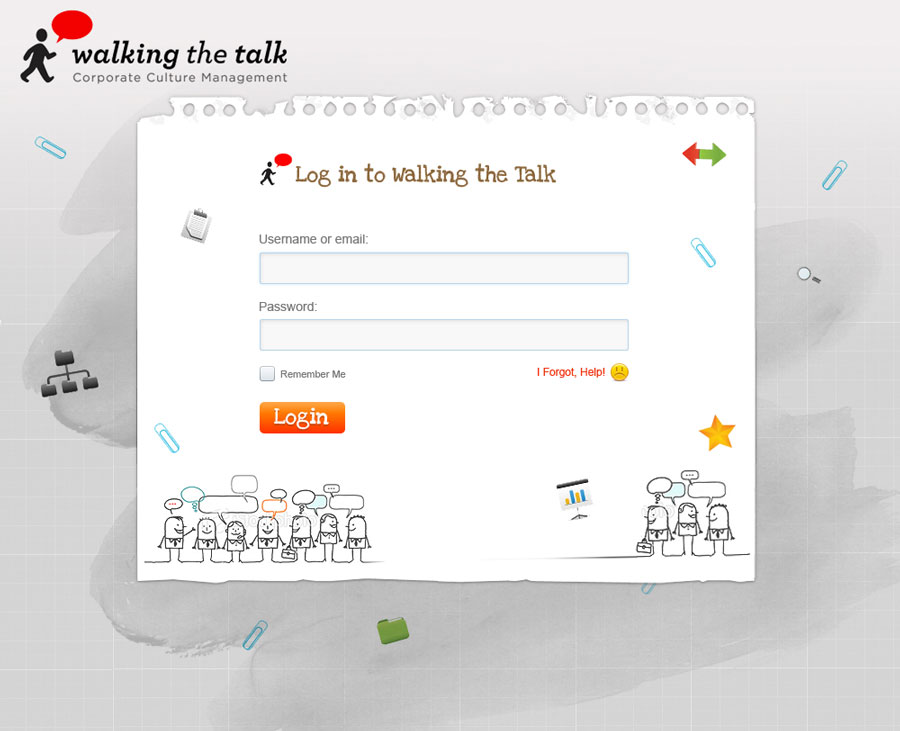 walking the talk
Corporate Culture Management
Log in to Walking the Talk
Username or email:
Password:
Remember Me
I Forgot, Help!
Login